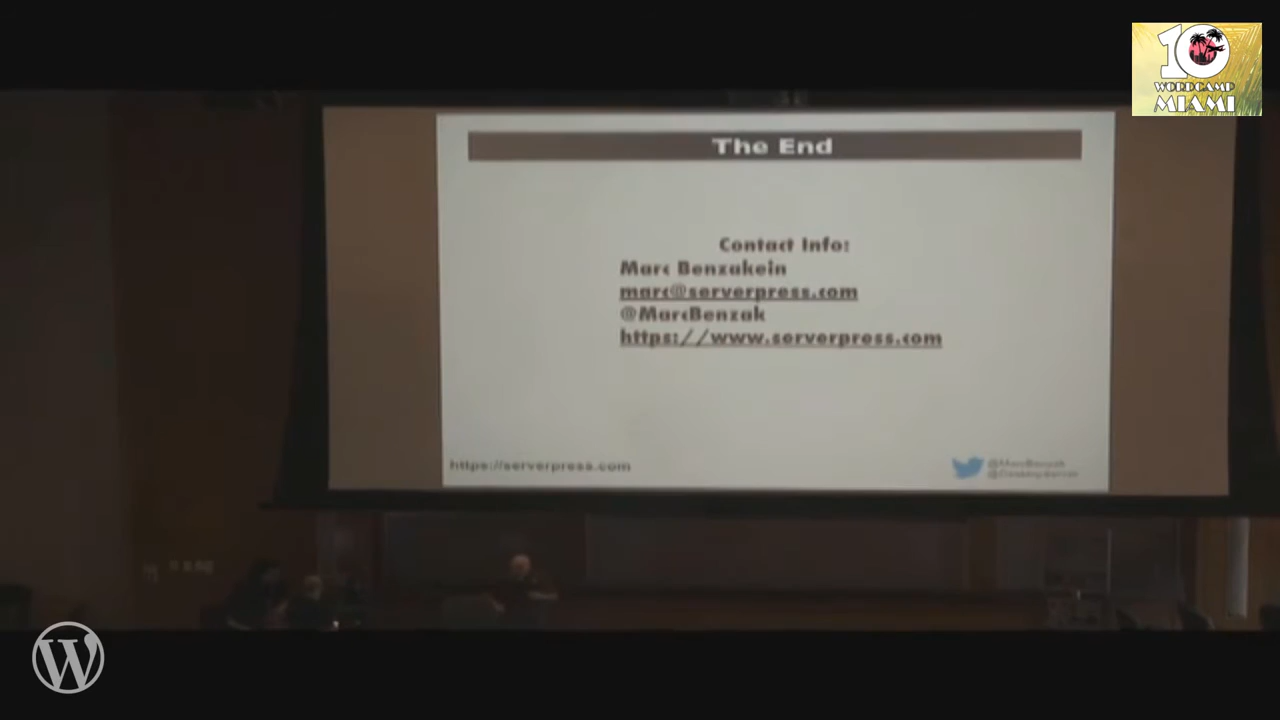 10
WORDCAMP
MIAMI
The End
Contact Info:
Marc Benzakein
marc@serverpress.com
@MarcBenzak
https://www.serverpress.com
https://serverpress.com
@MarcBenzak